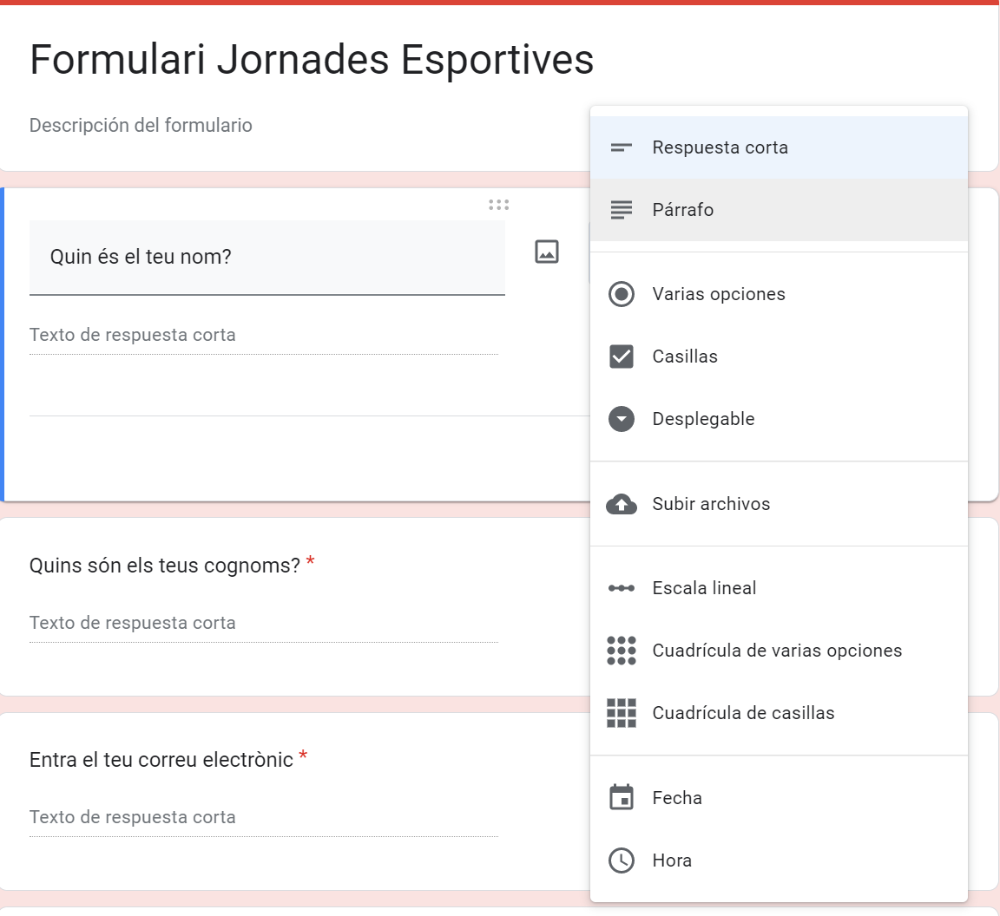 Formulari Jornades Esportives
Descripción del formulario
Quin és el teu nom?
Texto de respuesta corta
Quins són els teus cognoms? *
Texto de respuesta corta
Entra el teu correu electrònic *
Texto de respuesta corta
Respuesta corta
Párrafo
Varias opciones
Casillas
Desplegable
Subir archivos
Escala lineal
Cuadrícula de varias opciones
Cuadrícula de casillas
Fecha
Hora